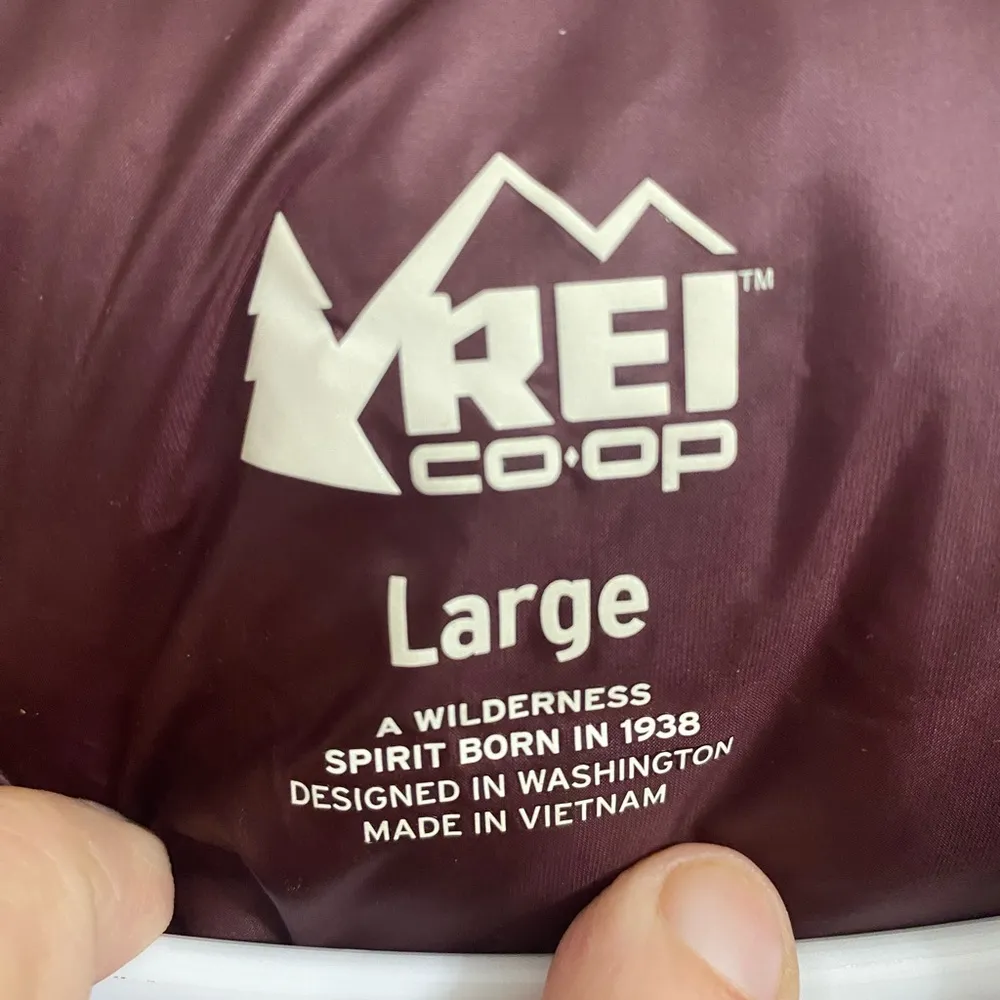 REI™
CO·OP
Large
A WILDERNESS
SPIRIT BORN IN 1938
DESIGNED IN WASHINGTON
MADE IN VIETNAM